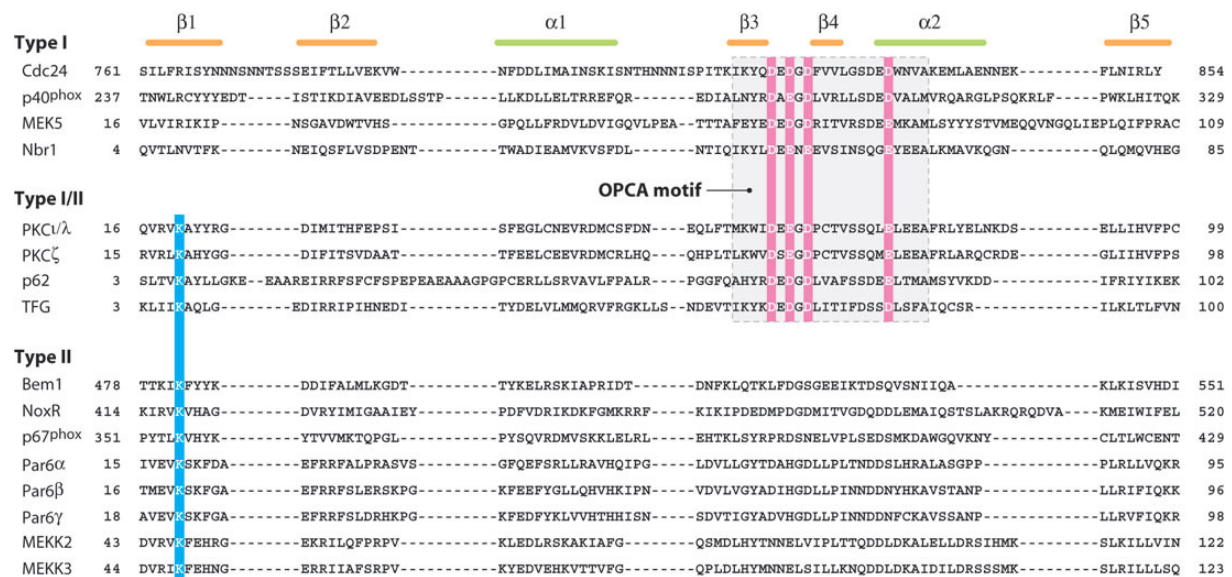 β1 β2 α1 β3 β4 α2 β5
Type I
Cdc24 761 SILFRISYNNNSNNTSSSEIFTLLVEKVW-----------NFDDLIMAINSKISNTHNNNISPITKIKYQDEDGDFVVLGSDEDWNVAKEMLAENNEK-------------FLNIRLY 854
p40phox 237 TNWLRCYYYEDT------ISTIKDIAVEEDLSSTP------LLKDLLELTRREFQR------EDIALNYRDAEGDLVRLLSDEDVALMVRQARGLPSQKRLF------PWKLHITQK 329
MEK5 16 VLVIRIKIP---------NSGAVDWTVHS-----------GPQLLFRDVLDVIGQVLPEA---TTTAFEYEDEDGDRITVRSDEEMKAMLSYYYSTVMEQQVNGQLIEPLQIFPRAC 109
Nbr1 4 QVTLNVTFK---------NEIQSFLVSDPENT--------TWADIEAMVKVSFDL------NTIQIKYLDEENEEVSINSQGEYEEALKMAVKQGN-----------QLQMQVHEG 85
OPCA motif
Type I/II
PKCι/λ 16 QVRVKAYYRG--------DIMITHFEPSI-----------SFEGLCNEVRDMCSFDN----EQLFTMKWIDEEGDPCTVSSQLELEEAFRLYELNKDS---------ELLIHVFPC 99
PKCζ 15 RVRLKAHYGG--------DIFITSVDAAT-----------TFEELCEEVRDMCRLHQ---QHPLTLKWVDSEGDPCTVSSQMELEEAFRLARQCRDE---------GLIIHVFPS 98
p62 3 SLTVKAYLLGKE--EAAREIRRFSFCFSPEPEAEAAAGPGPCERLLSRVAVLFPALR---PGGFQAHYRDEDGDLVAFSSDEELTMAMSYVKDD------------IFRIYIKEK 102
TFG 3 KLIIKAQLG---------EDIRRIPIHNEDI---------TYDELVLMMQRVFRGKLLS--NDEVTIKYKDEDGDLITIFDSSDLSFAIQCSR-------------ILKLTLFVN 100
Type II
Bem1 478 TTKIKFYYK---------DDIFALMLKGDT----------TYKELRSKIAPRIDT------DNFKLQTKLFDGSGEEIKTDSQVSNIIQA----------------KLKISVHDI 551
NoxR 414 KIRVKVHAG---------DVRYIMIGAAIEY---------PDFVDRIKDKFGMKRRF----KIKIPDEDMPDGDMITVGDQDDLEMAIQSTSLAKRQRQDVA----KMEIWIFEL 520
p67phox 351 PYTLKVHYK---------YTVVMKTQPGL-----------PYSQVRDMVSKKLELRL----EHTKLSYRPRDSNELVPLSEDSMKDAWGQVKNY------------CLTLWCENT 429
Par6α 15 IVEVKSKFDA--------EFRRFALPRASVS---------GFQEFSRLLRAVHQIPG-----LDVLLGYTDAHGDLLPLTNDDSLHRALASGPP------------PLRLLVQKR 95
Par6β 16 TMEVKSKFGA--------EFRRFSLERSKPG---------KFEEFYGLLQHVHKIPN-----VDVLVGYADIHGDLLPINNDDNYHKAVSTANP------------LLRIFIQKK 96
Par6γ 18 AVEVKSKFGA--------EFRRFSLDRHKPG---------KFEDFYKLVVHTHHISN-----SDVTIGYADVHGDLLPINNDDNFCKAVSSANP------------LLRVFIQKR 98
MEKK2 43 DVRVKFEHRG--------EKRILQFPRPV-----------KLEDLRSKAKIAFG-------QSMDLHYTNNELVIPLTTQDDLDKALELLDRSIHMK---------SLKILLVIN 122
MEKK3 44 DVRIKFEHNG--------ERRIIAFSRPV-----------KYEDVEHKVTTVFG-------QPLDLHYMNNELSILLKNQDDLDKAIDILDRSSSMK---------SLRILLLSQ 123